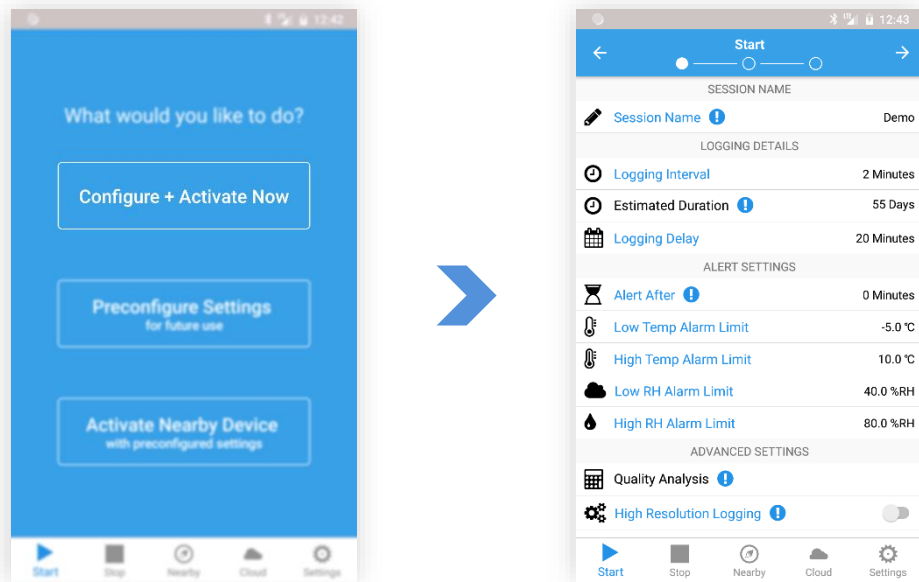 12:42
What would you like to do?
Configure + Activate Now
Preconfigure Settings
for future use
Activate Nearby Device
with preconfigured settings
Start Stop Nearby Cloud Settings
LTE 12:43
Start
SESSION NAME
Session Name Demo
LOGGING DETAILS
Logging Interval 2 Minutes
Estimated Duration 55 Days
Logging Delay 20 Minutes
ALERT SETTINGS
Alert After 0 Minutes
Low Temp Alarm Limit -5.0 °C
High Temp Alarm Limit 10.0 °C
Low RH Alarm Limit 40.0 %RH
High RH Alarm Limit 80.0 %RH
ADVANCED SETTINGS
Quality Analysis
High Resolution Logging
Start Stop Nearby Cloud Settings